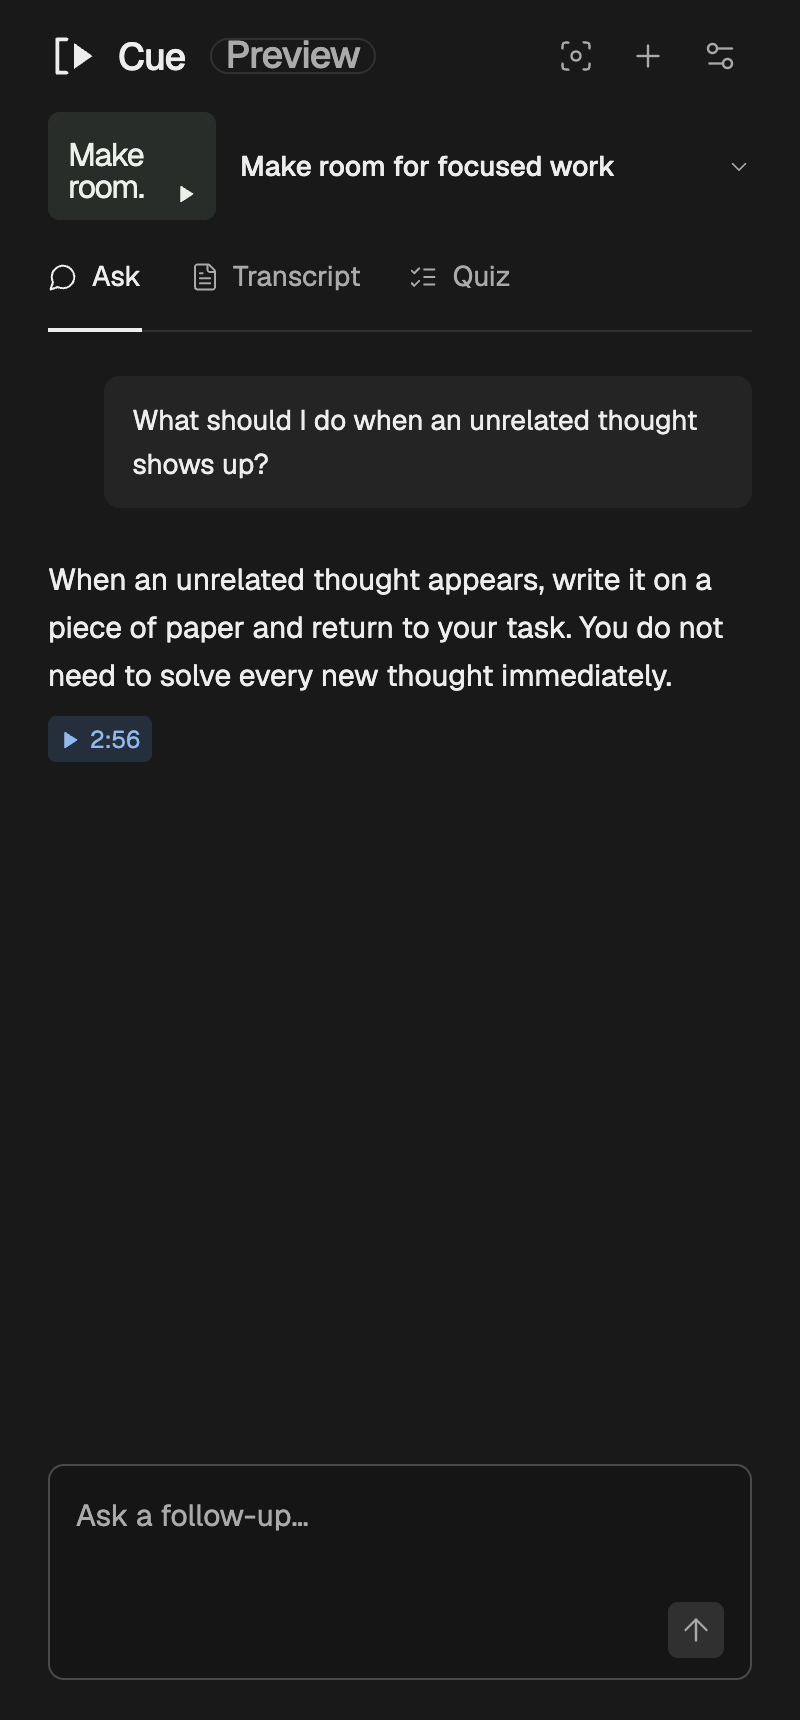 Cue Preview
Make
room.
Make room for focused work
Ask Transcript Quiz
What should I do when an unrelated thought
shows up?
When an unrelated thought appears, write it on a
piece of paper and return to your task. You do not
need to solve every new thought immediately.
2:56
Ask a follow-up…